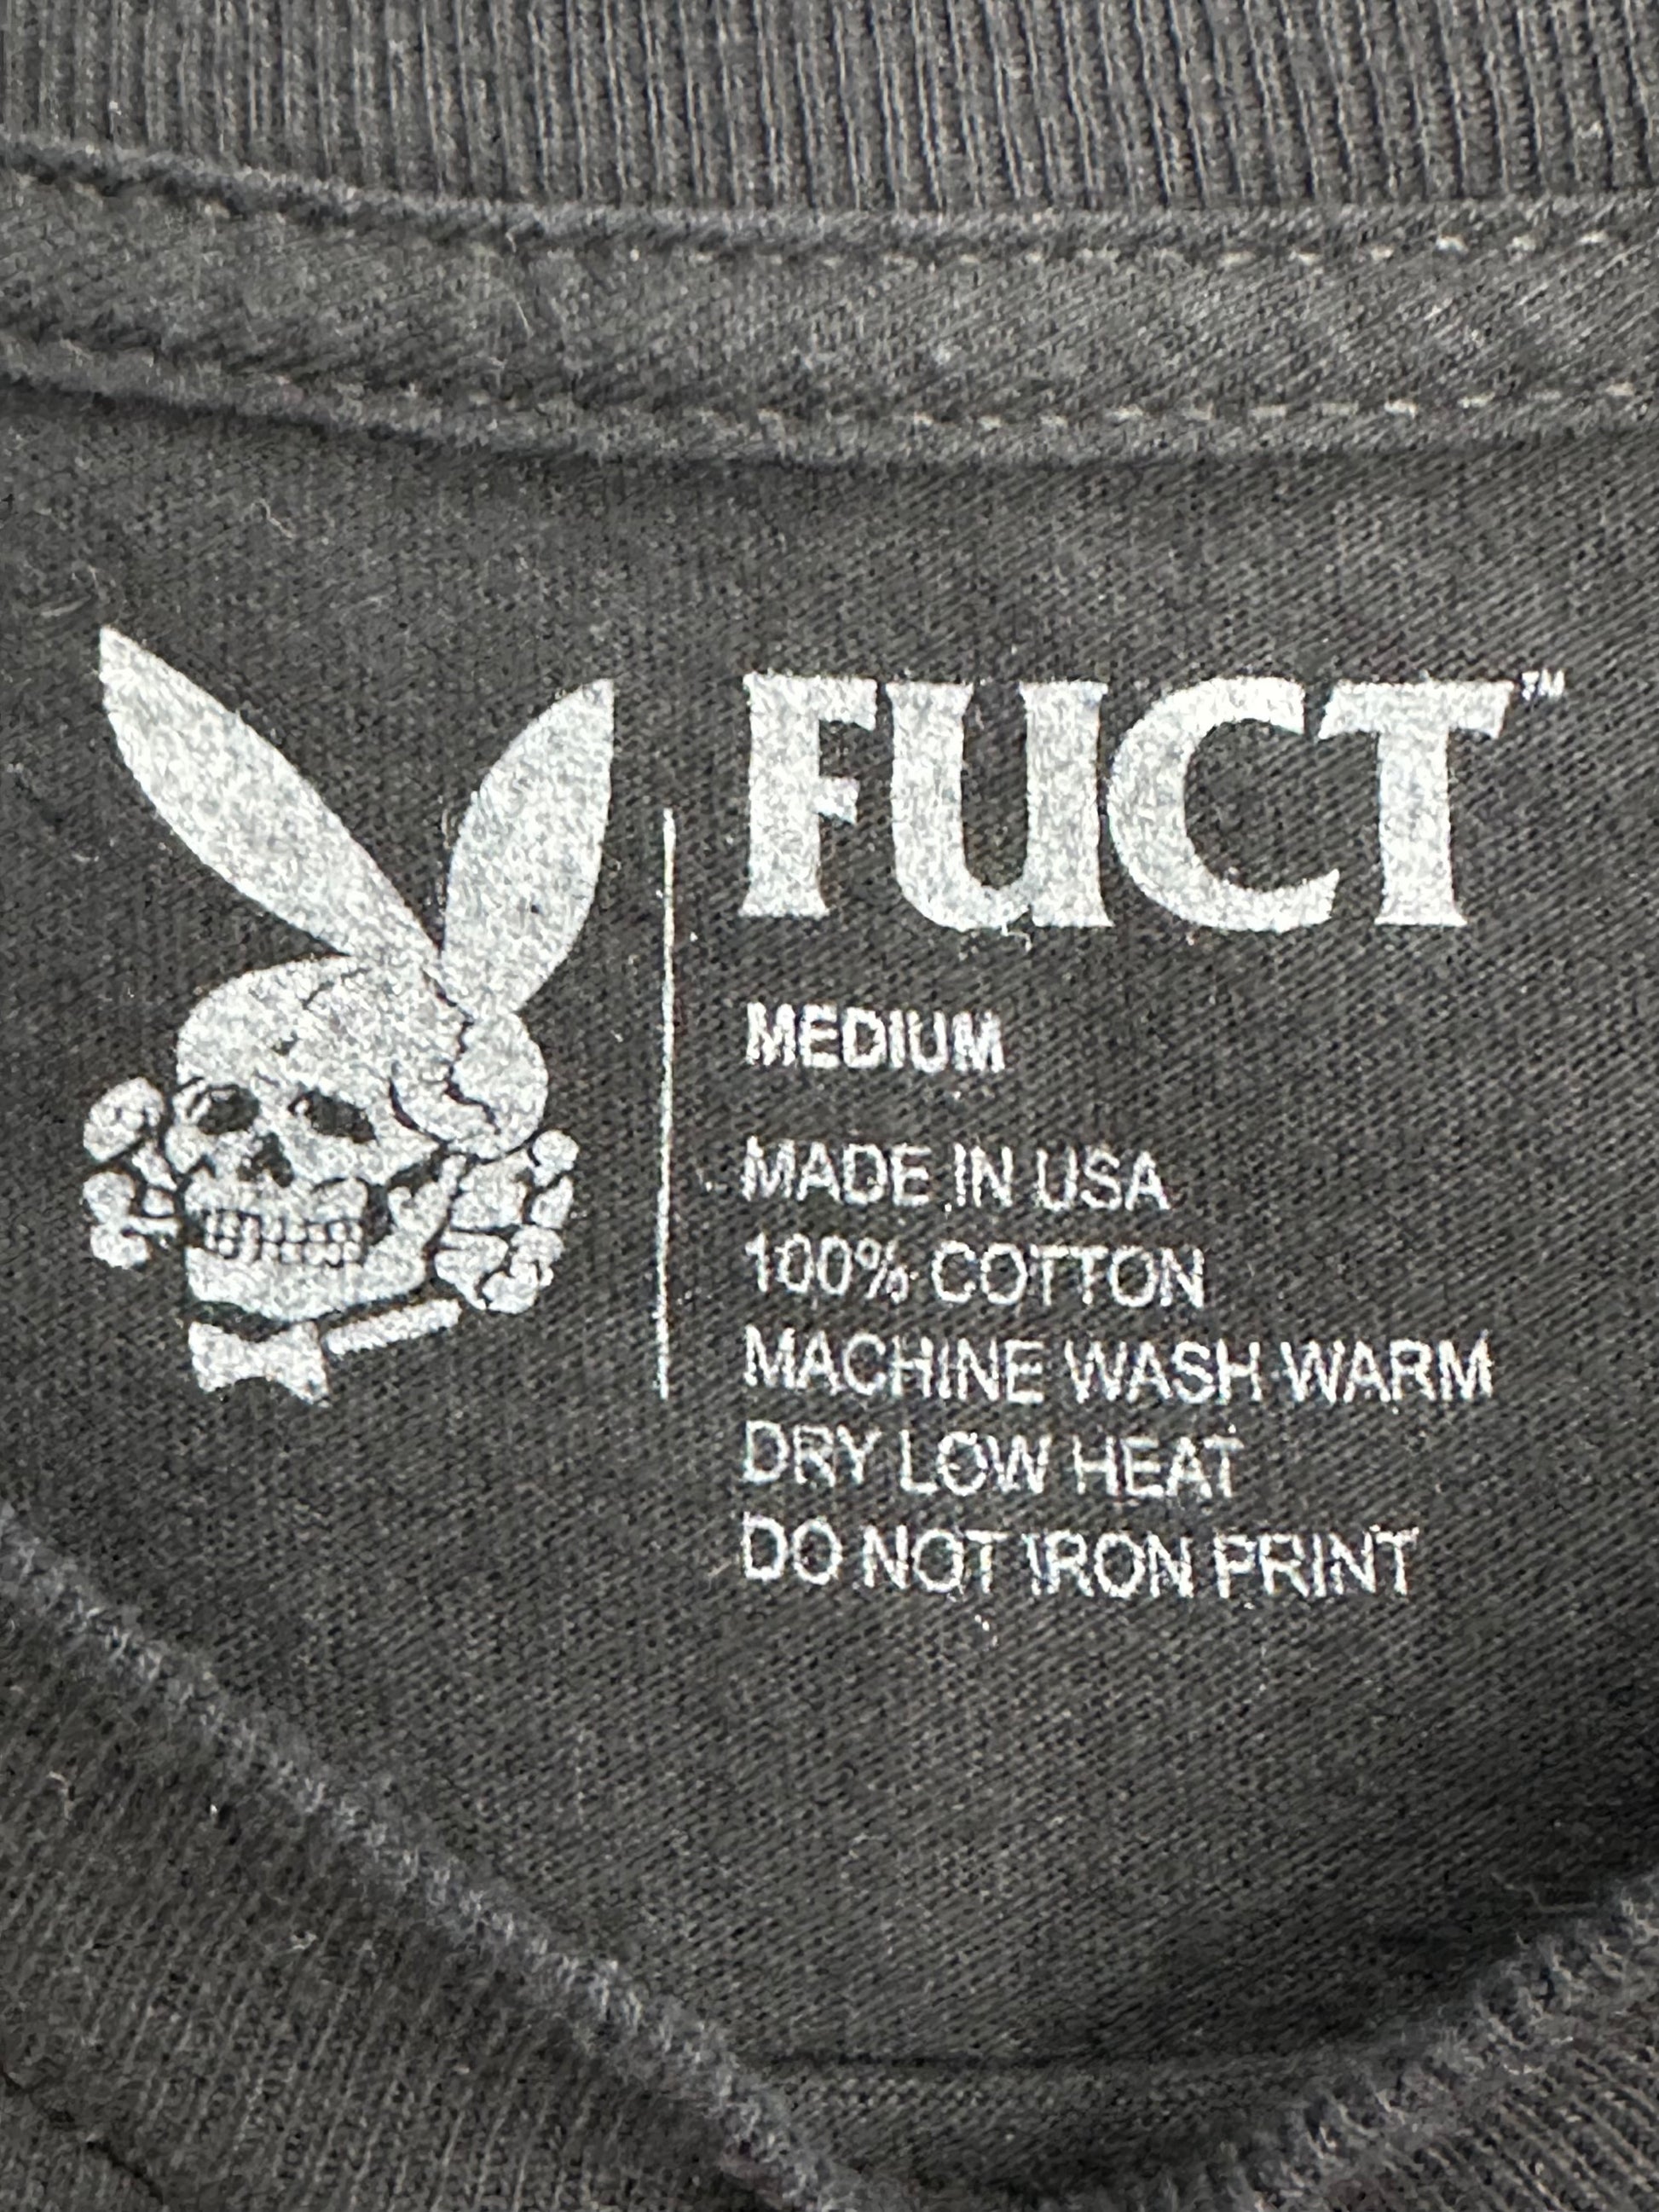 FUCT™
MEDIUM
MADE IN USA
100% COTTON
MACHINE WASH WARM
DRY LOW HEAT
DO NOT IRON PRINT